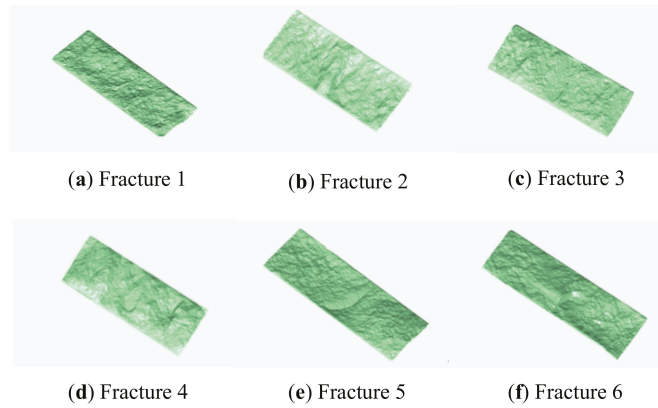 (a) Fracture 1
(b) Fracture 2
(c) Fracture 3
(d) Fracture 4
(e) Fracture 5
(f) Fracture 6